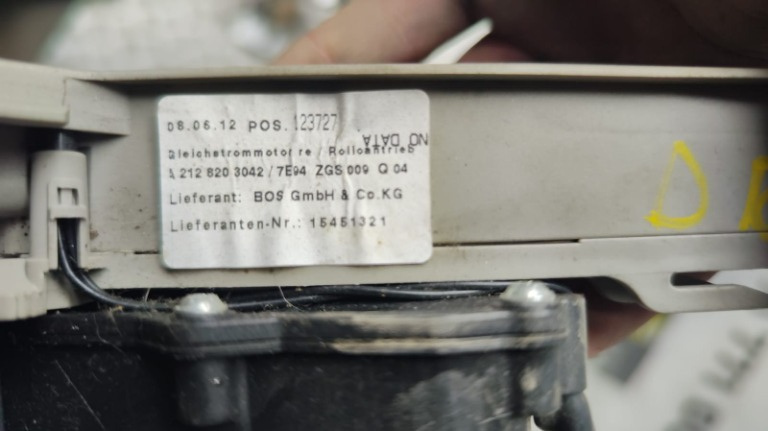 08.06.12 POS. 123727
NO DATA
Gleichstrommotor re / Rolloantrieb
A 212 820 3042 / 7E94 ZGS 009 Q 04
Lieferant: BOS GmbH & Co.KG
Lieferanten-Nr.: 15451321
D